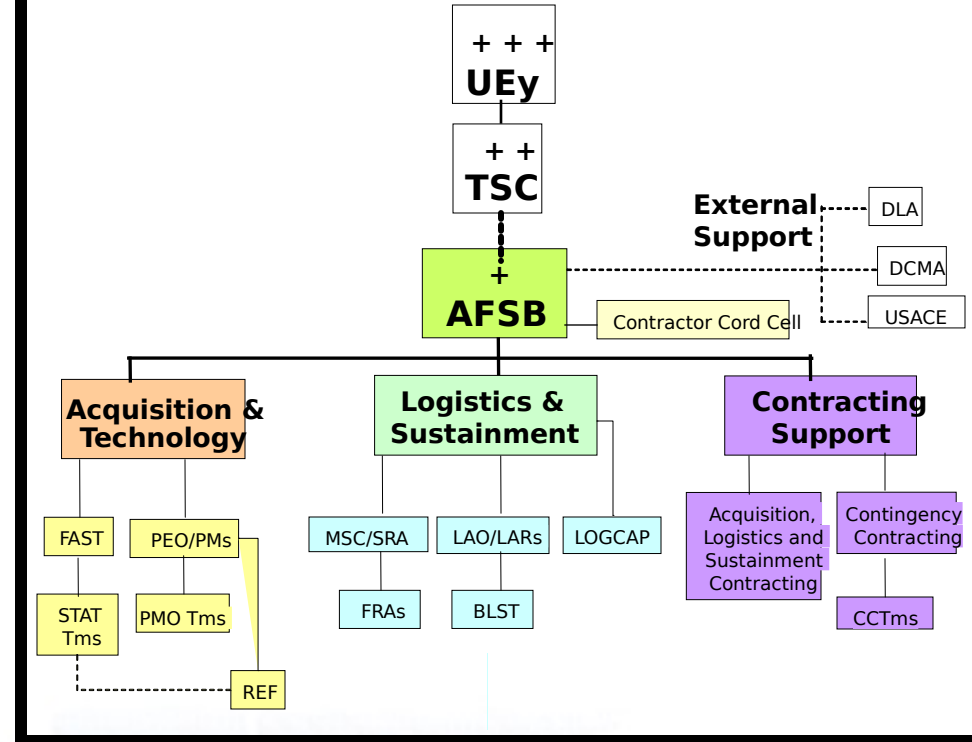 + + +
UEy
+ +
TSC
External
Support
DLA
DCMA
USACE
+
AFSB
Contractor Cord Cell
Acquisition &
Technology
Logistics &
Sustainment
Contracting
Support
FAST
PEO/PMs
MSC/SRA
LAO/LARs
LOGCAP
Acquisition,
Logistics and
Sustainment
Contracting
Contingency
Contracting
STAT
Tms
PMO Tms
FRAs
BLST
CCTms
REF